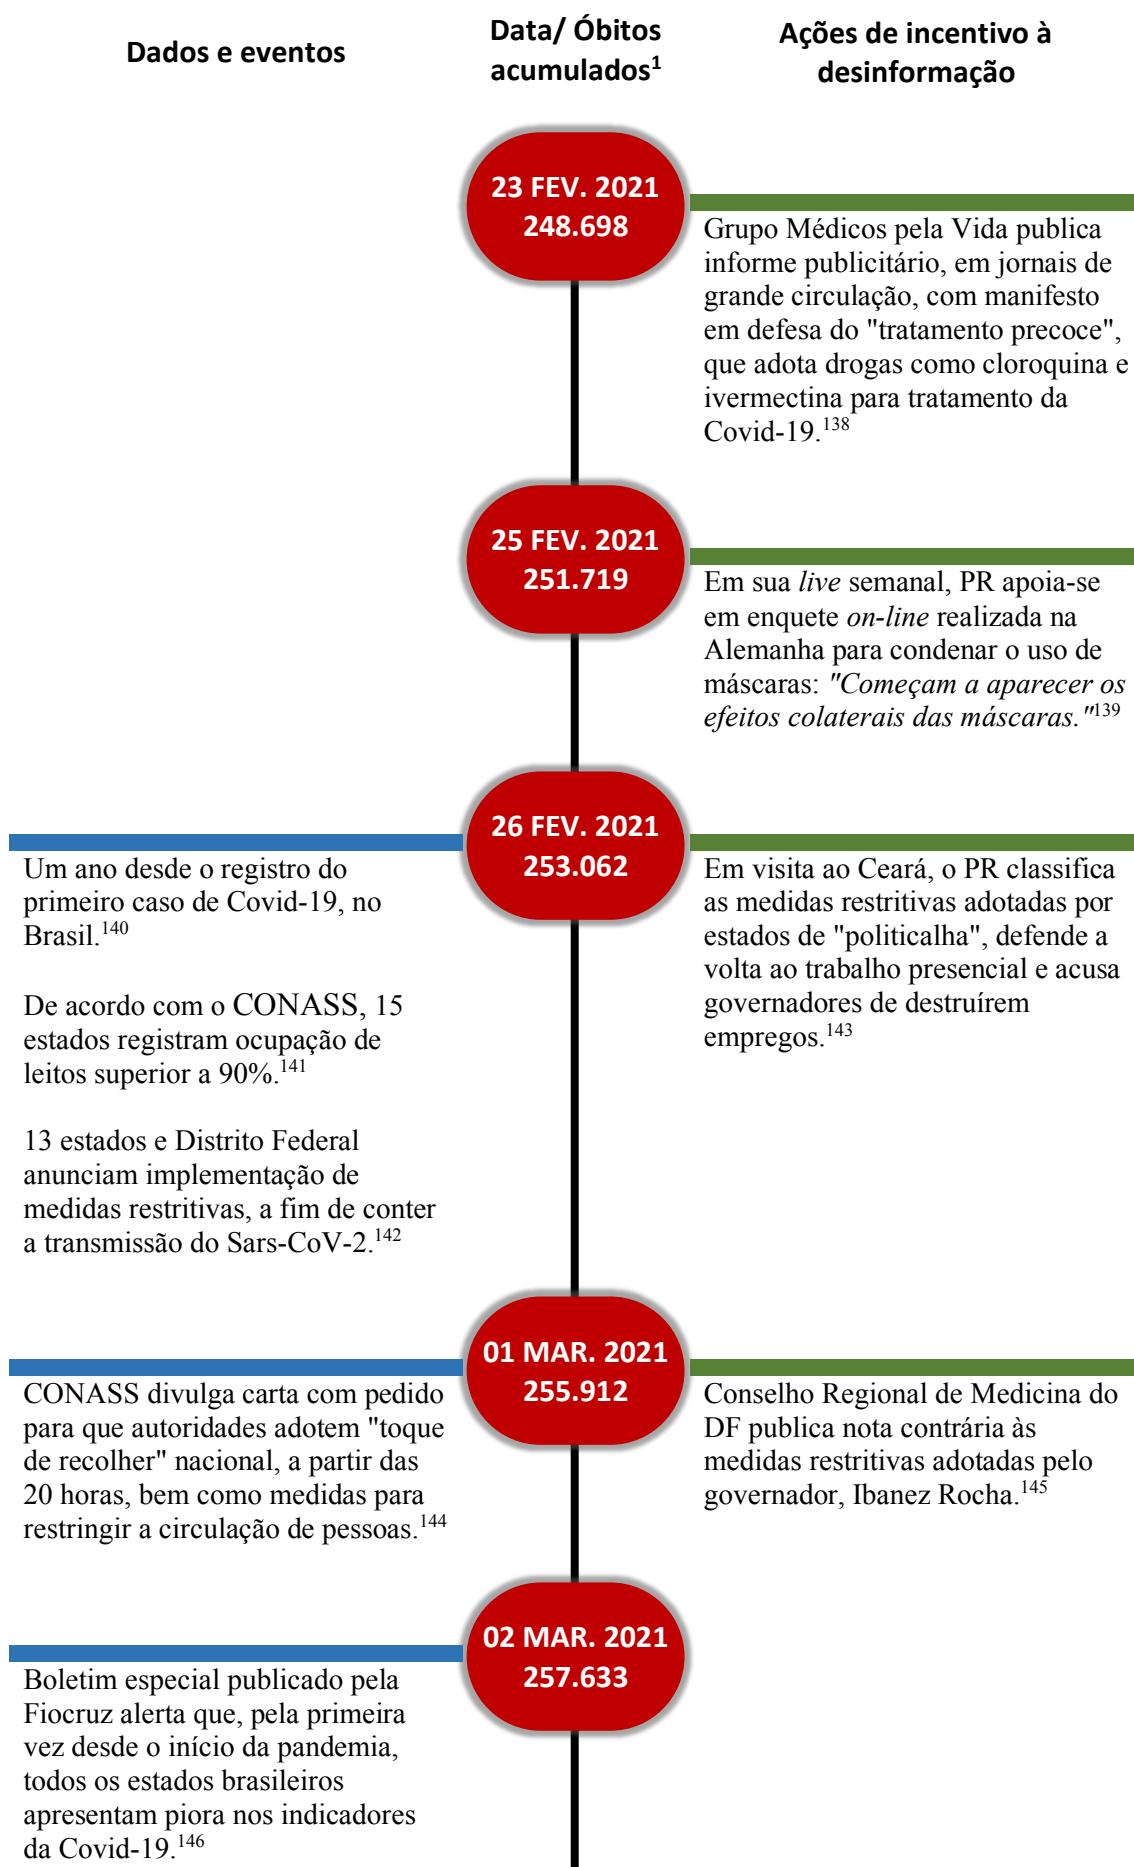 Dados e eventos
Data/ Óbitos
acumulados1
Ações de incentivo à
desinformação
23 FEV. 2021
248.698
Grupo Médicos pela Vida publica
informe publicitário, em jornais de
grande circulação, com manifesto
em defesa do "tratamento precoce",
que adota drogas como cloroquina e
ivermectina para tratamento da
Covid-19.138
25 FEV. 2021
251.719
Em sua live semanal, PR apoia-se
em enquete on-line realizada na
Alemanha para condenar o uso de
máscaras: "Começam a aparecer os
efeitos colaterais das máscaras."139
26 FEV. 2021
253.062
Um ano desde o registro do
primeiro caso de Covid-19, no
Brasil.140
De acordo com o CONASS, 15
estados registram ocupação de
leitos superior a 90%.141
13 estados e Distrito Federal
anunciam implementação de
medidas restritivas, a fim de conter
a transmissão do Sars-CoV-2.142
Em visita ao Ceará, o PR classifica
as medidas restritivas adotadas por
estados de "politicalha", defende a
volta ao trabalho presencial e acusa
governadores de destruírem
empregos.143
01 MAR. 2021
255.912
CONASS divulga carta com pedido
para que autoridades adotem "toque
de recolher" nacional, a partir das
20 horas, bem como medidas para
restringir a circulação de pessoas.144
Conselho Regional de Medicina do
DF publica nota contrária às
medidas restritivas adotadas pelo
governador, Ibanez Rocha.145
02 MAR. 2021
257.633
Boletim especial publicado pela
Fiocruz alerta que, pela primeira
vez desde o início da pandemia,
todos os estados brasileiros
apresentam piora nos indicadores
da Covid-19.146